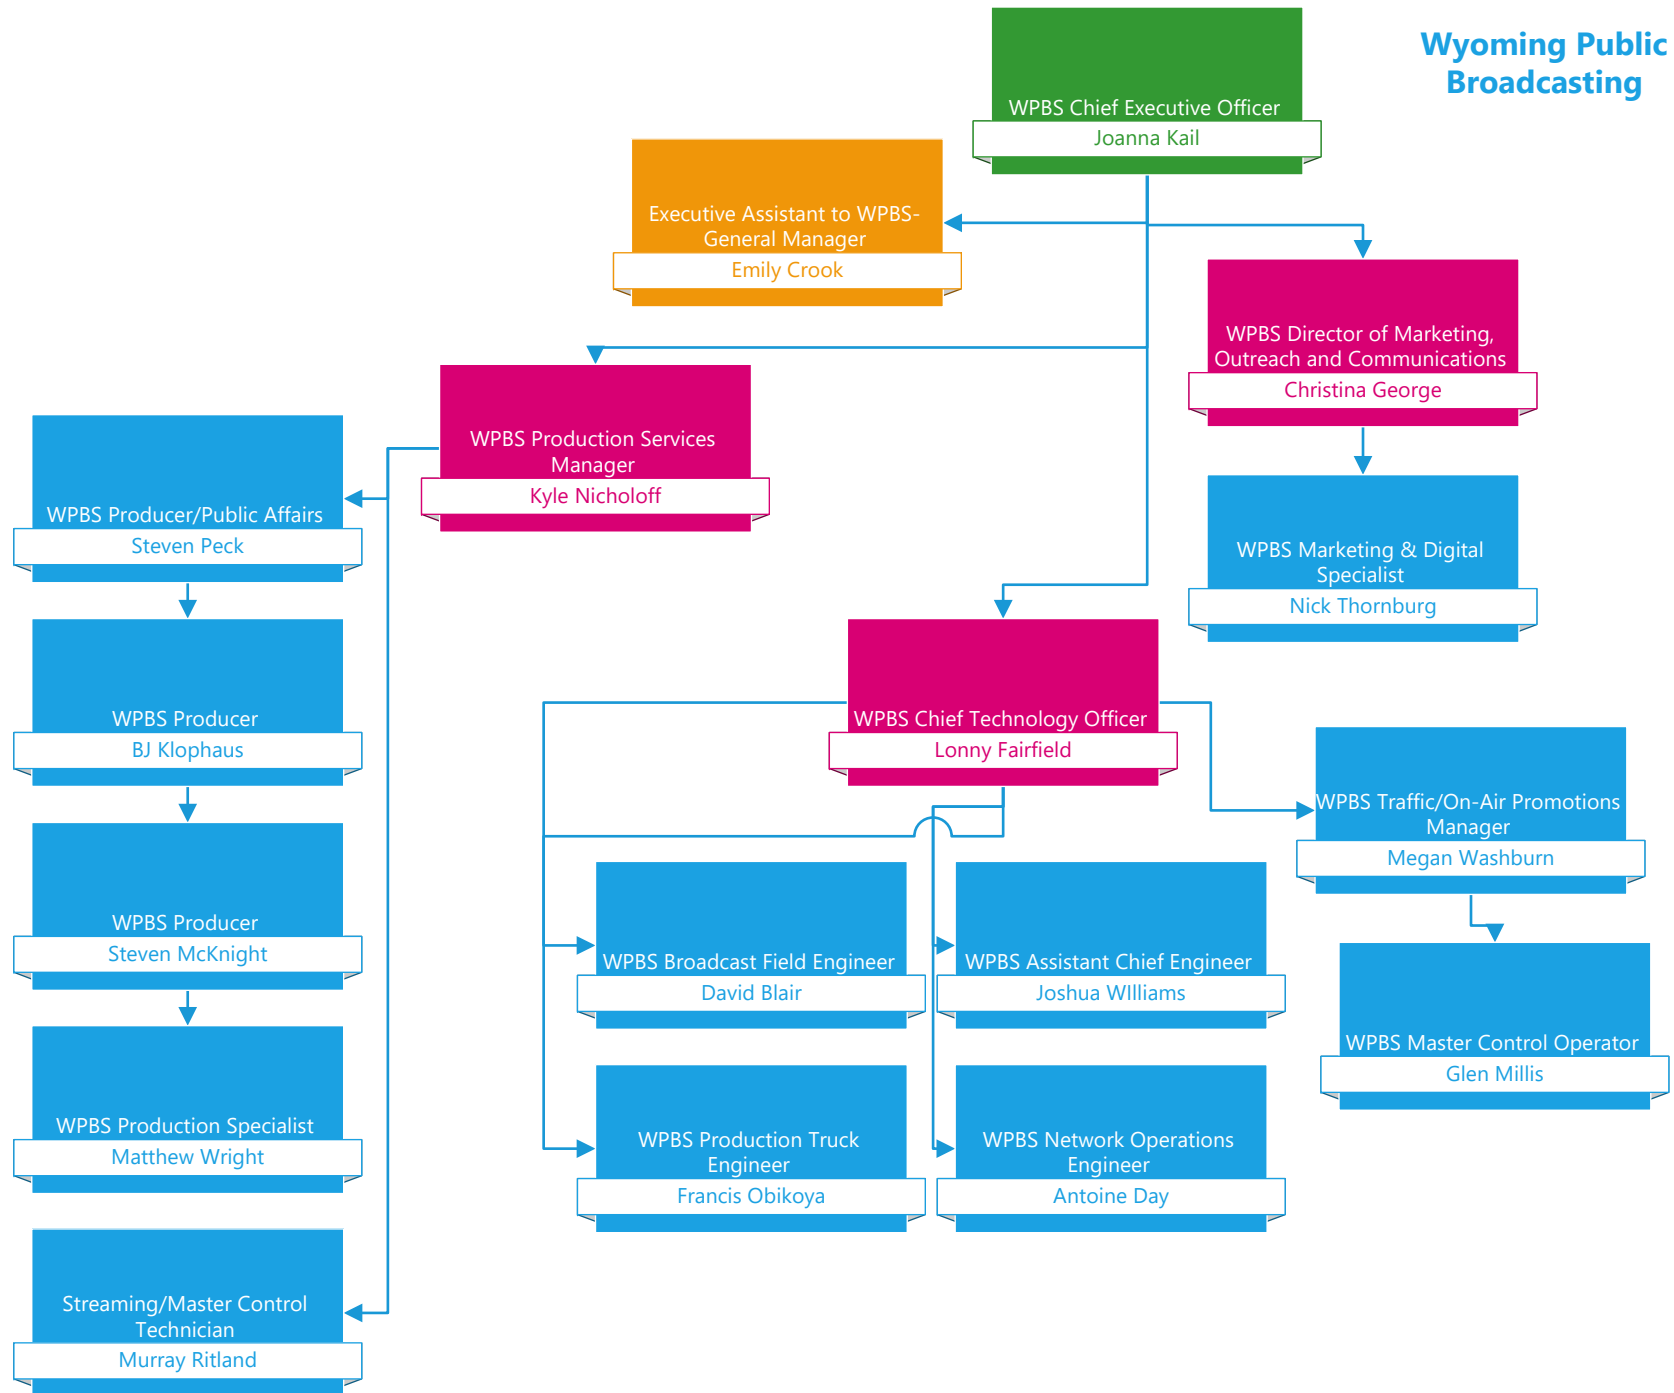 Wyoming Public
Broadcasting
WPBS Chief Executive Officer
Joanna Kail
Executive Assistant to WPBS-
General Manager
Emily Crook
WPBS Director of Marketing,
Outreach and Communications
Christina George
WPBS Production Services
Manager
Kyle Nicholoff
WPBS Producer/Public Affairs
Steven Peck
WPBS Marketing & Digital
Specialist
Nick Thornburg
WPBS Producer
BJ Klophaus
WPBS Chief Technology Officer
Lonny Fairfield
WPBS Traffic/On-Air Promotions
Manager
Megan Washburn
WPBS Producer
Steven McKnight
WPBS Broadcast Field Engineer
David Blair
WPBS Assistant Chief Engineer
Joshua WIlliams
WPBS Master Control Operator
Glen Millis
WPBS Production Specialist
Matthew Wright
WPBS Production Truck
Engineer
Francis Obikoya
WPBS Network Operations
Engineer
Antoine Day
Streaming/Master Control
Technician
Murray Ritland